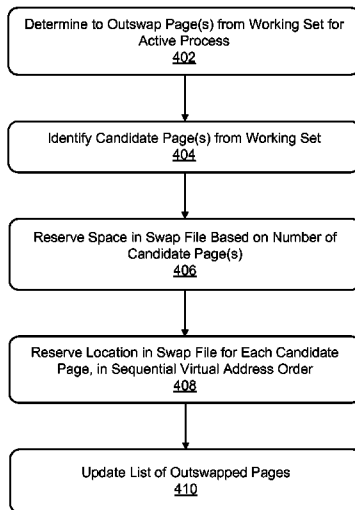 Determine to Outswap Page(s) from Working Set for
Active Process
402
Identify Candidate Page(s) from Working Set
404
Reserve Space in Swap File Based on Number of
Candidate Page(s)
406
Reserve Location in Swap File for Each Candidate
Page, in Sequential Virtual Address Order
408
Update List of Outswapped Pages
410